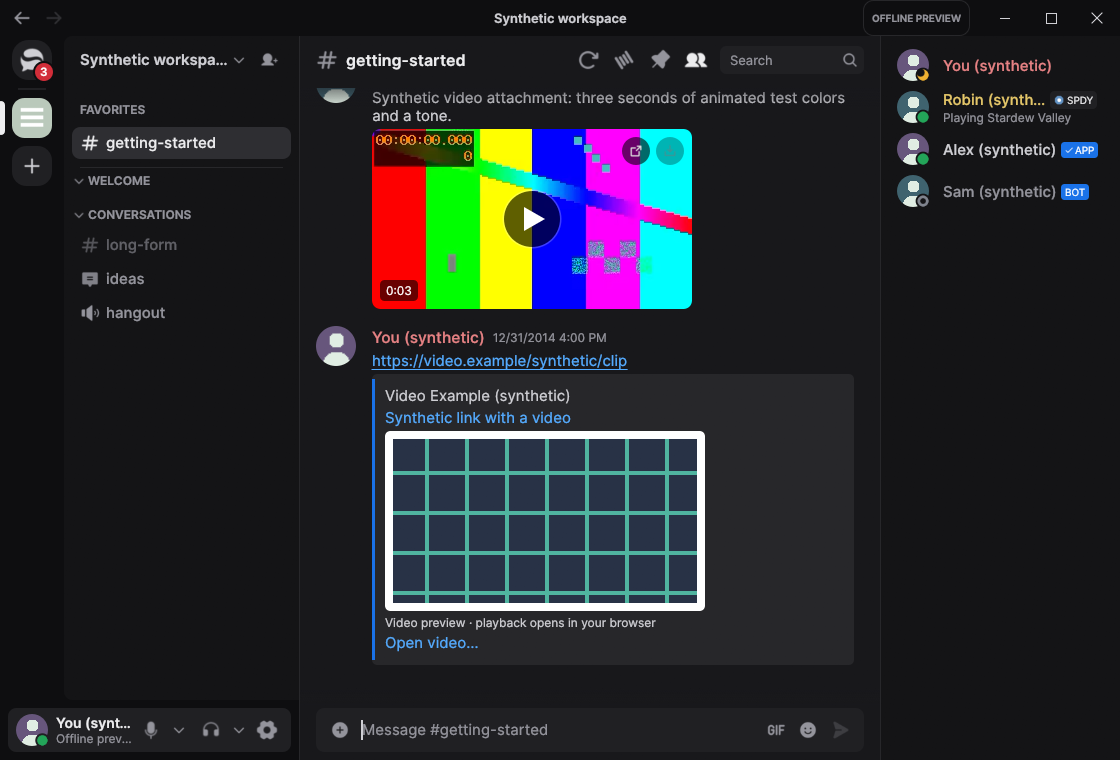 Synthetic workspace
OFFLINE PREVIEW
3
Synthetic workspa...
FAVORITES
# getting-started
WELCOME
CONVERSATIONS
# long-form
ideas
hangout
You (synt...
Offline prev...
# getting-started
Search
Synthetic video attachment: three seconds of animated test colors
and a tone.
00:00:00.000
0
0:03
You (synthetic) 12/31/2014 4:00 PM
https://video.example/synthetic/clip
Video Example (synthetic)
Synthetic link with a video
Video preview · playback opens in your browser
Open video...
Message #getting-started
GIF
You (synthetic)
Robin (synth... SPDY
Playing Stardew Valley
Alex (synthetic) ✓ APP
Sam (synthetic) BOT